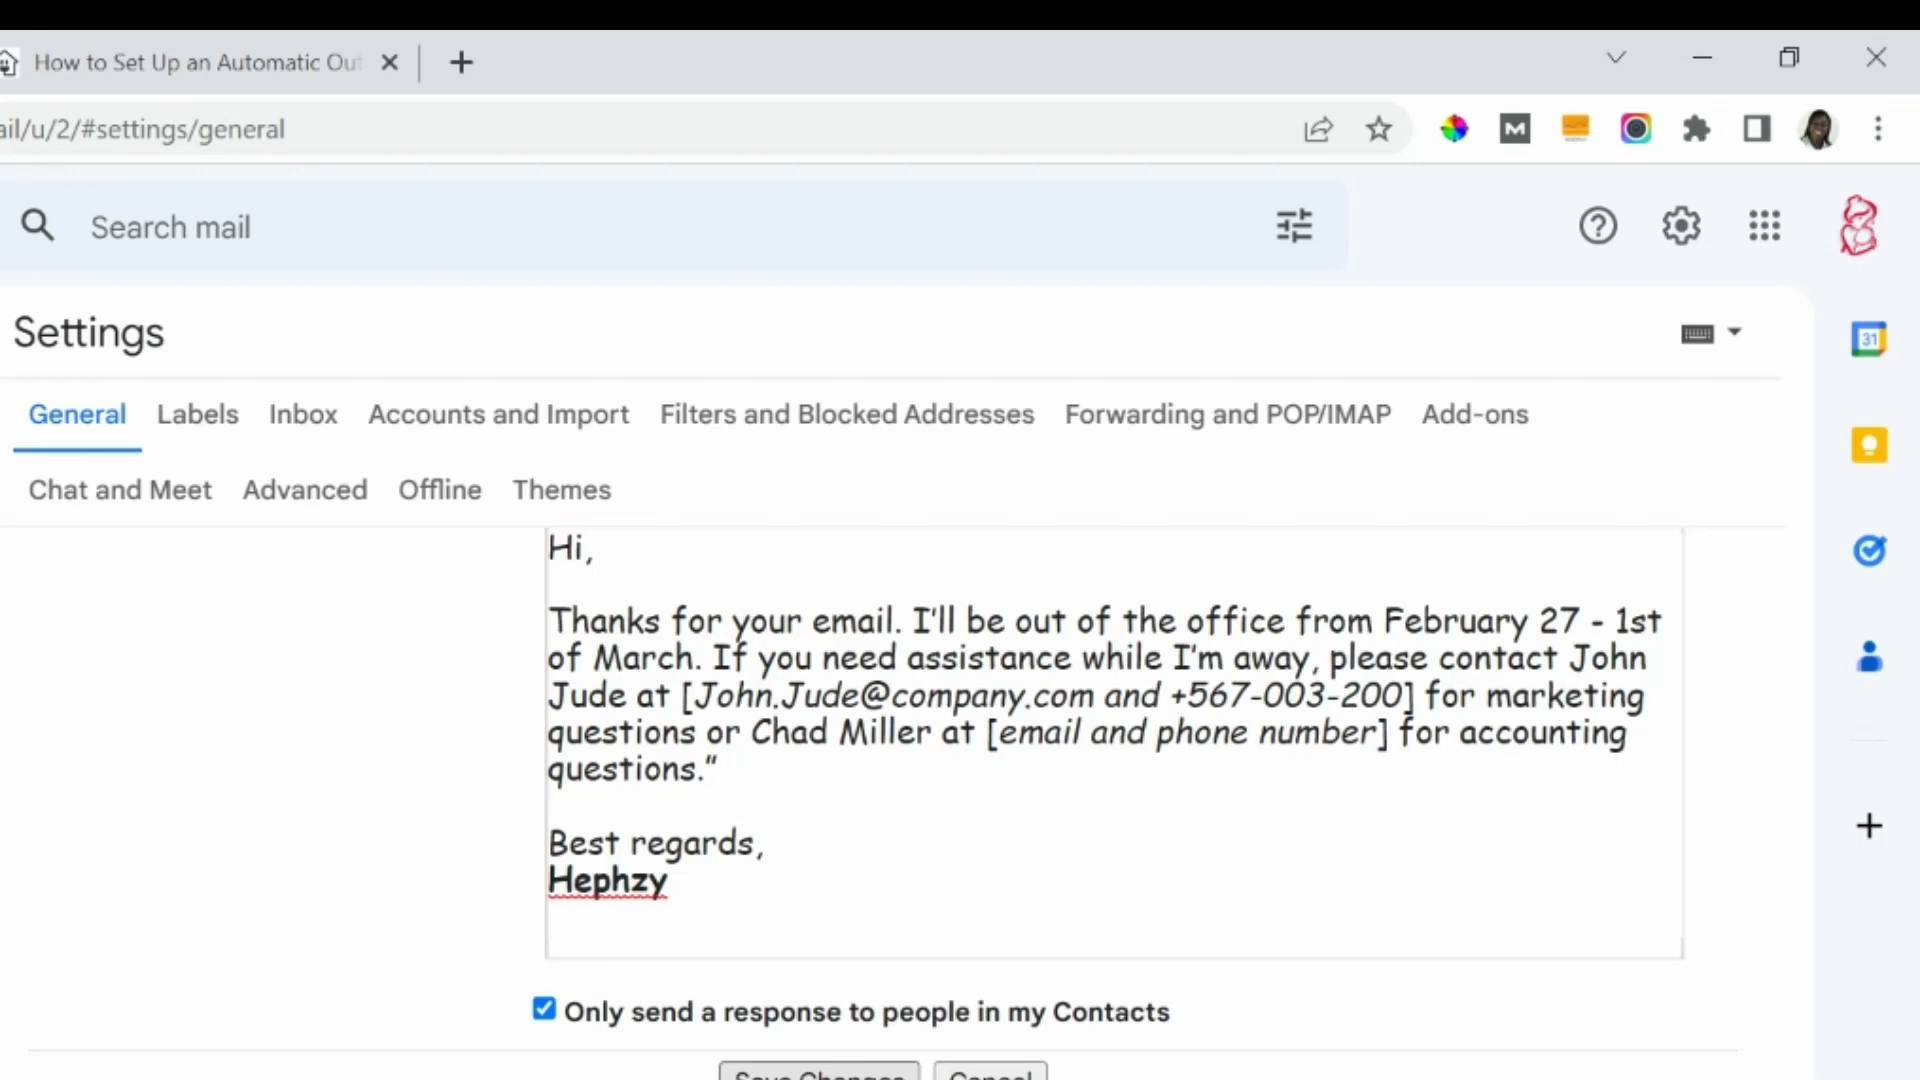 How to Set Up an Automatic Out
ail/u/2/#settings/general
Search mail
Settings
General Labels Inbox Accounts and Import Filters and Blocked Addresses Forwarding and POP/IMAP Add-ons
Chat and Meet Advanced Offline Themes
Hi,
Thanks for your email. I'll be out of the office from February 27 - 1st
of March. If you need assistance while I'm away, please contact John
Jude at [John.Jude@company.com and +567-003-200] for marketing
questions or Chad Miller at [email and phone number] for accounting
questions.”
Best regards,
Hephzy
Only send a response to people in my Contacts
Save Changes Cancel
M
31